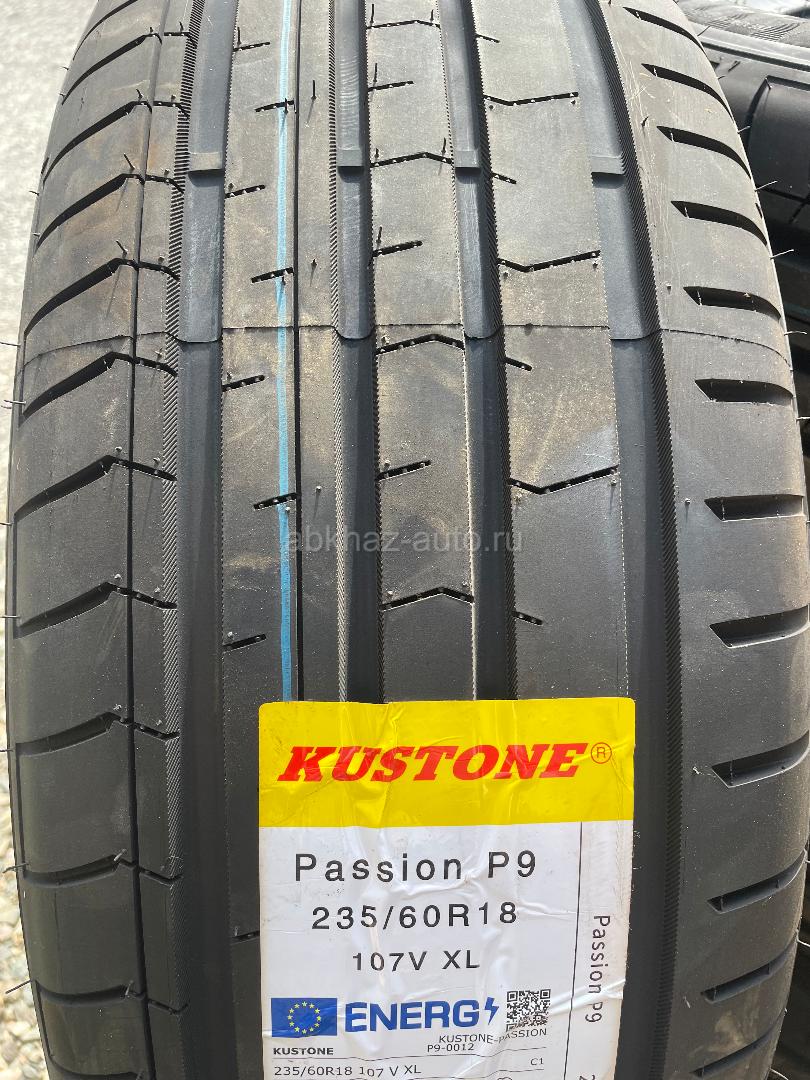 abkhaz-auto.ru
KUSTONE®
Passion P9
235/60R18
107V XL
ENERG
KUSTONE-PASSION
P9-0012
KUSTONE
235/60R18 107 V XL
C1
Passion P9